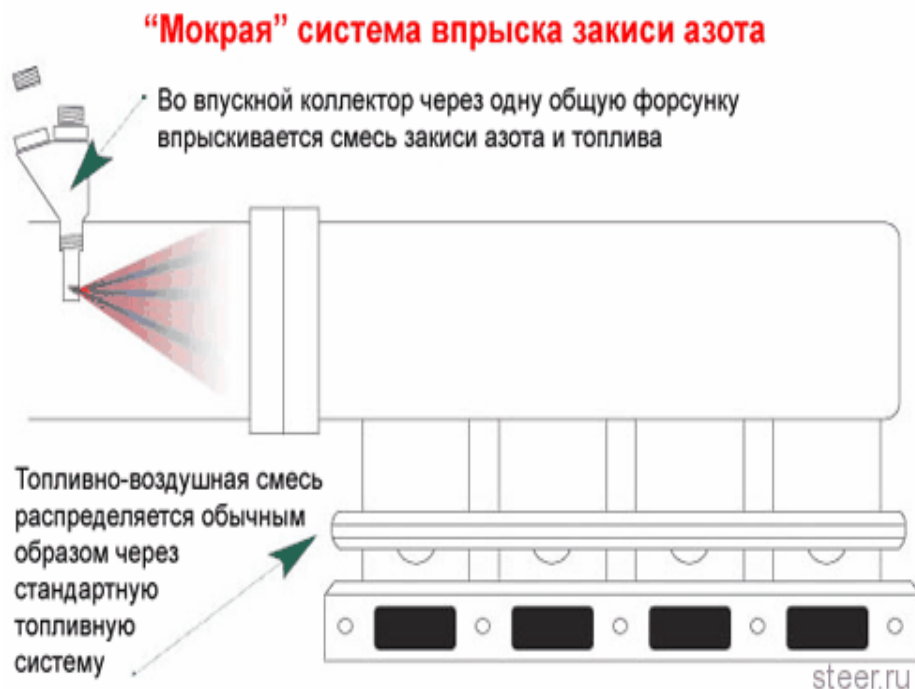 “Мокрая” система впрыска закиси азота
Во впускной коллектор через одну общую форсунку
впрыскивается смесь закиси азота и топлива
Топливно-воздушная смесь
распределяется обычным
образом через
стандартную
топливную
систему
steer.ru